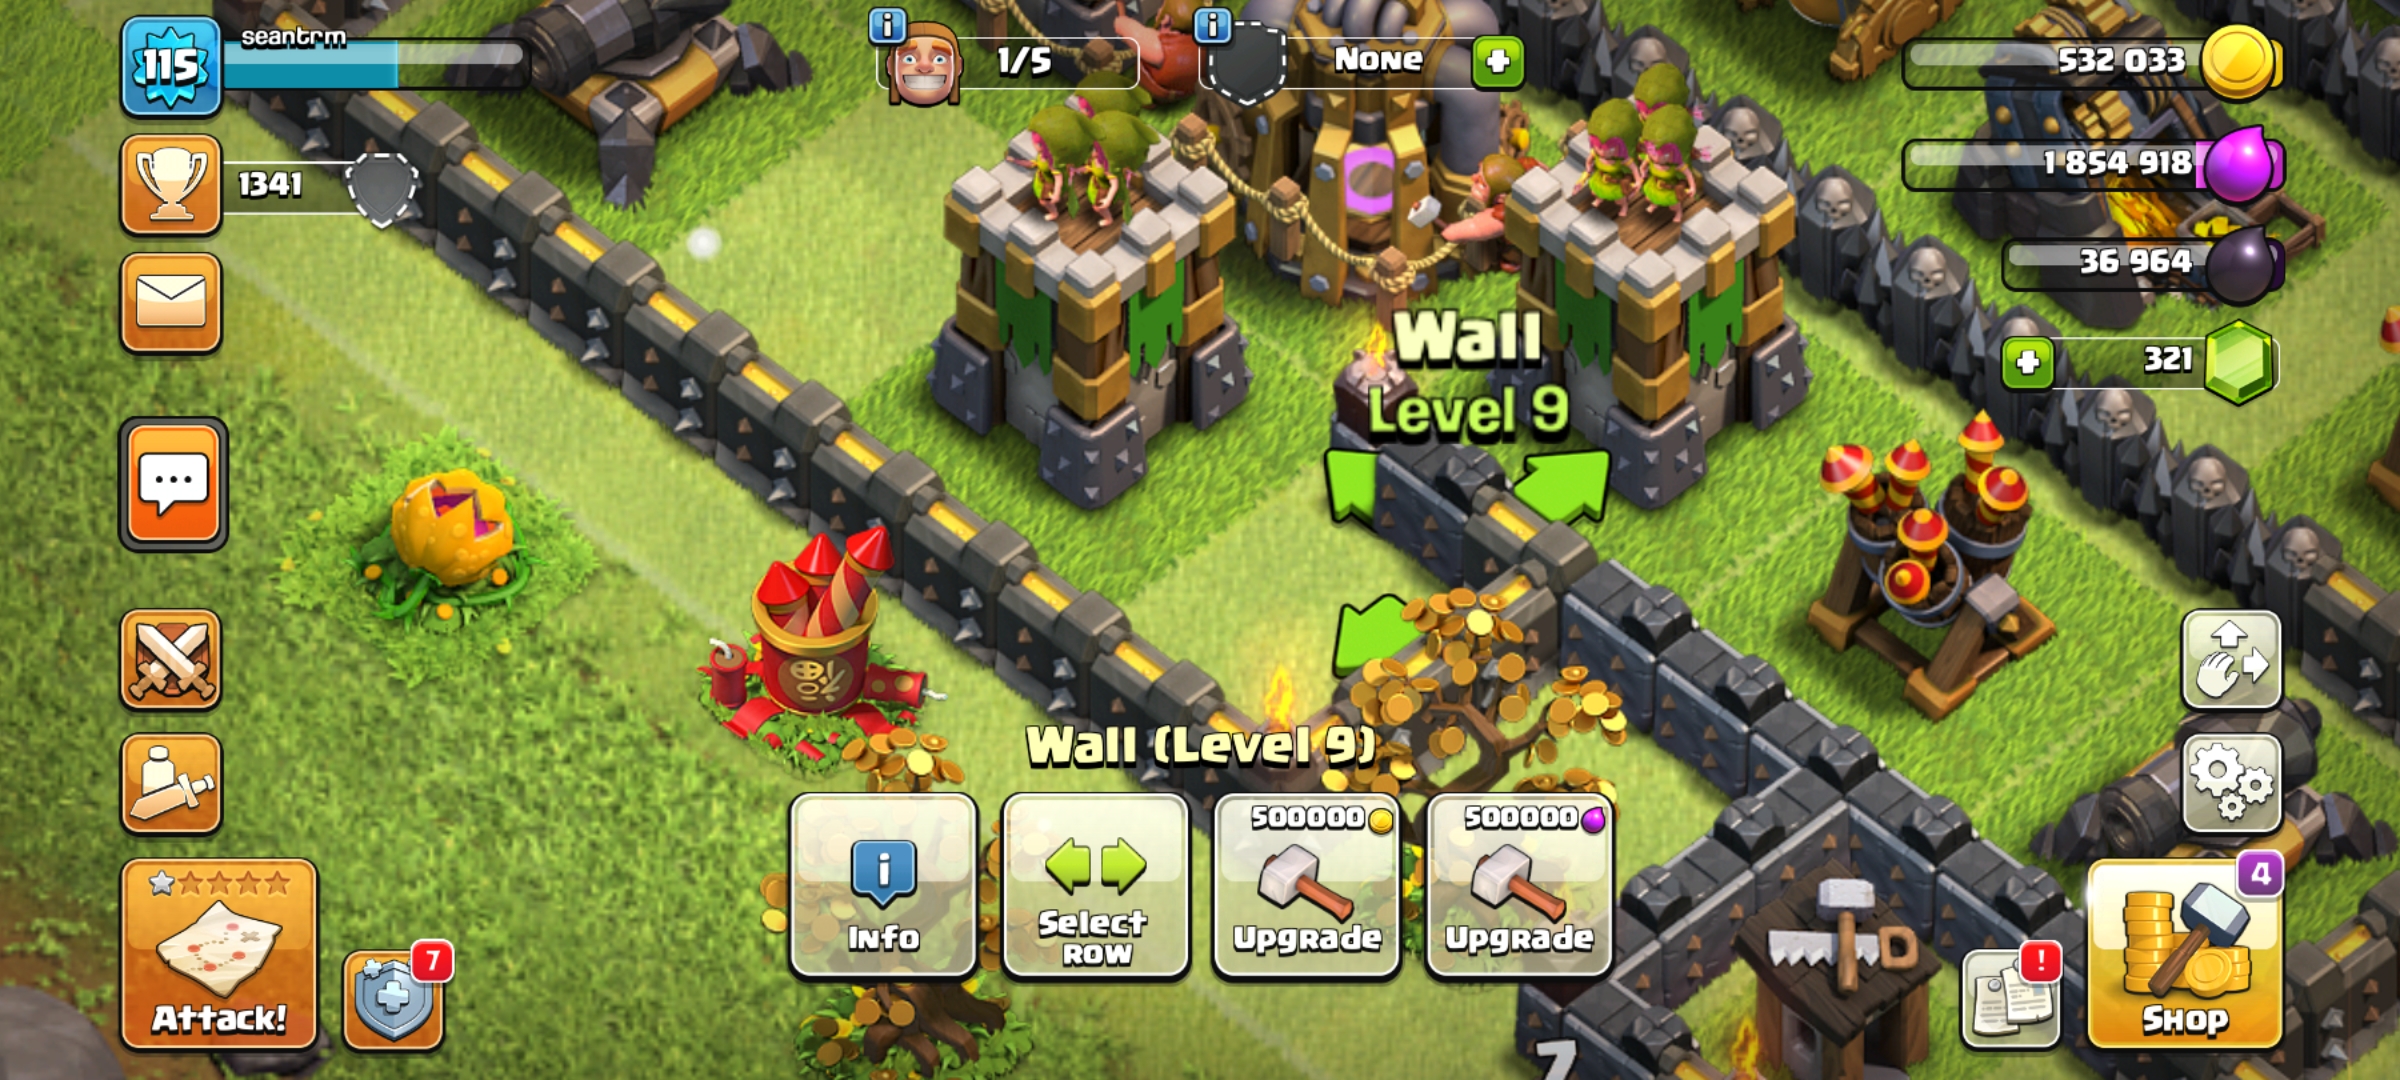 115
seantrm
1/5
None
532 033
1341
1 854 918
36 964
321
Wall
Level 9
Wall (Level 9)
500000
500000
Info
Select
Row
Upgrade
Upgrade
4
7
!
Attack!
Shop
Z